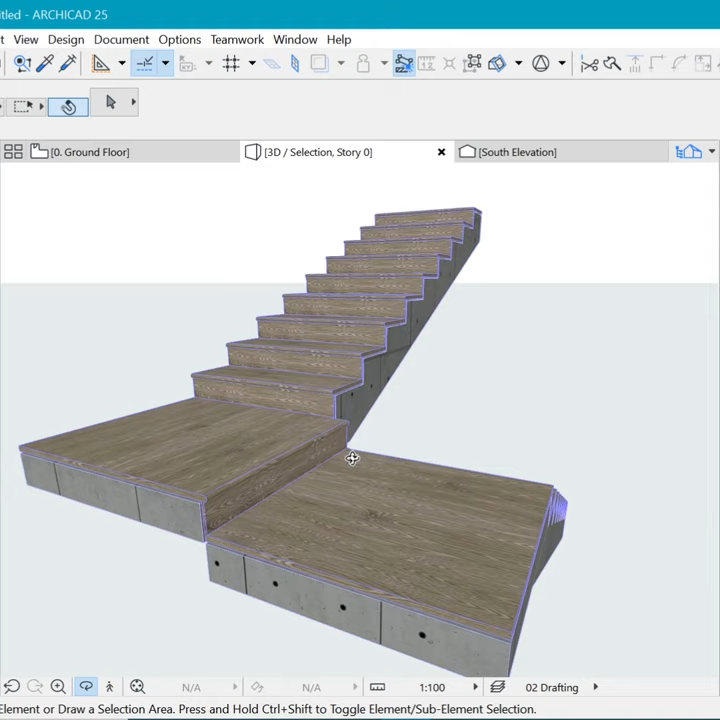 itled - ARCHICAD 25
t View Design Document Options Teamwork Window Help
[0. Ground Floor] [3D / Selection, Story 0] [South Elevation]
N/A N/A 1:100 02 Drafting
Element or Draw a Selection Area. Press and Hold Ctrl+Shift to Toggle Element/Sub-Element Selection.